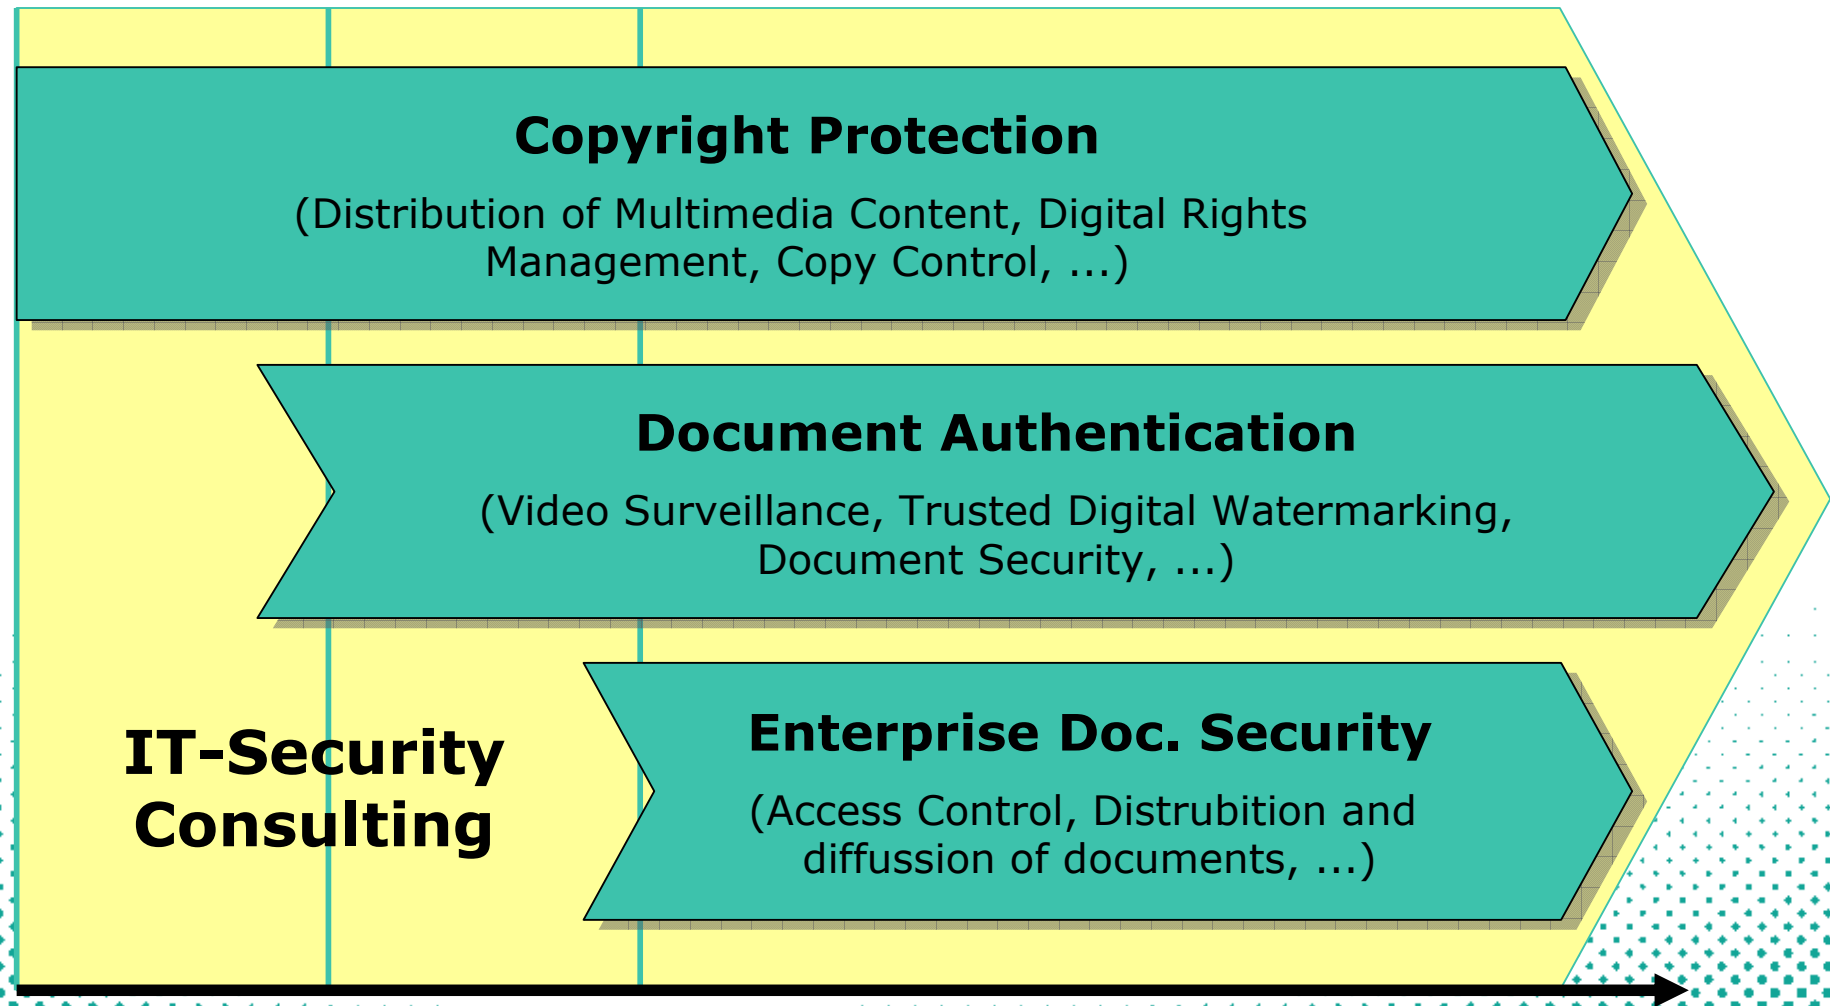 Copyright Protection
(Distribution of Multimedia Content, Digital Rights
Management, Copy Control, …)
Document Authentication
(Video Surveillance, Trusted Digital Watermarking,
Document Security, …)
IT-Security
Consulting
Enterprise Doc. Security
(Access Control, Distrubition and
diffussion of documents, …)